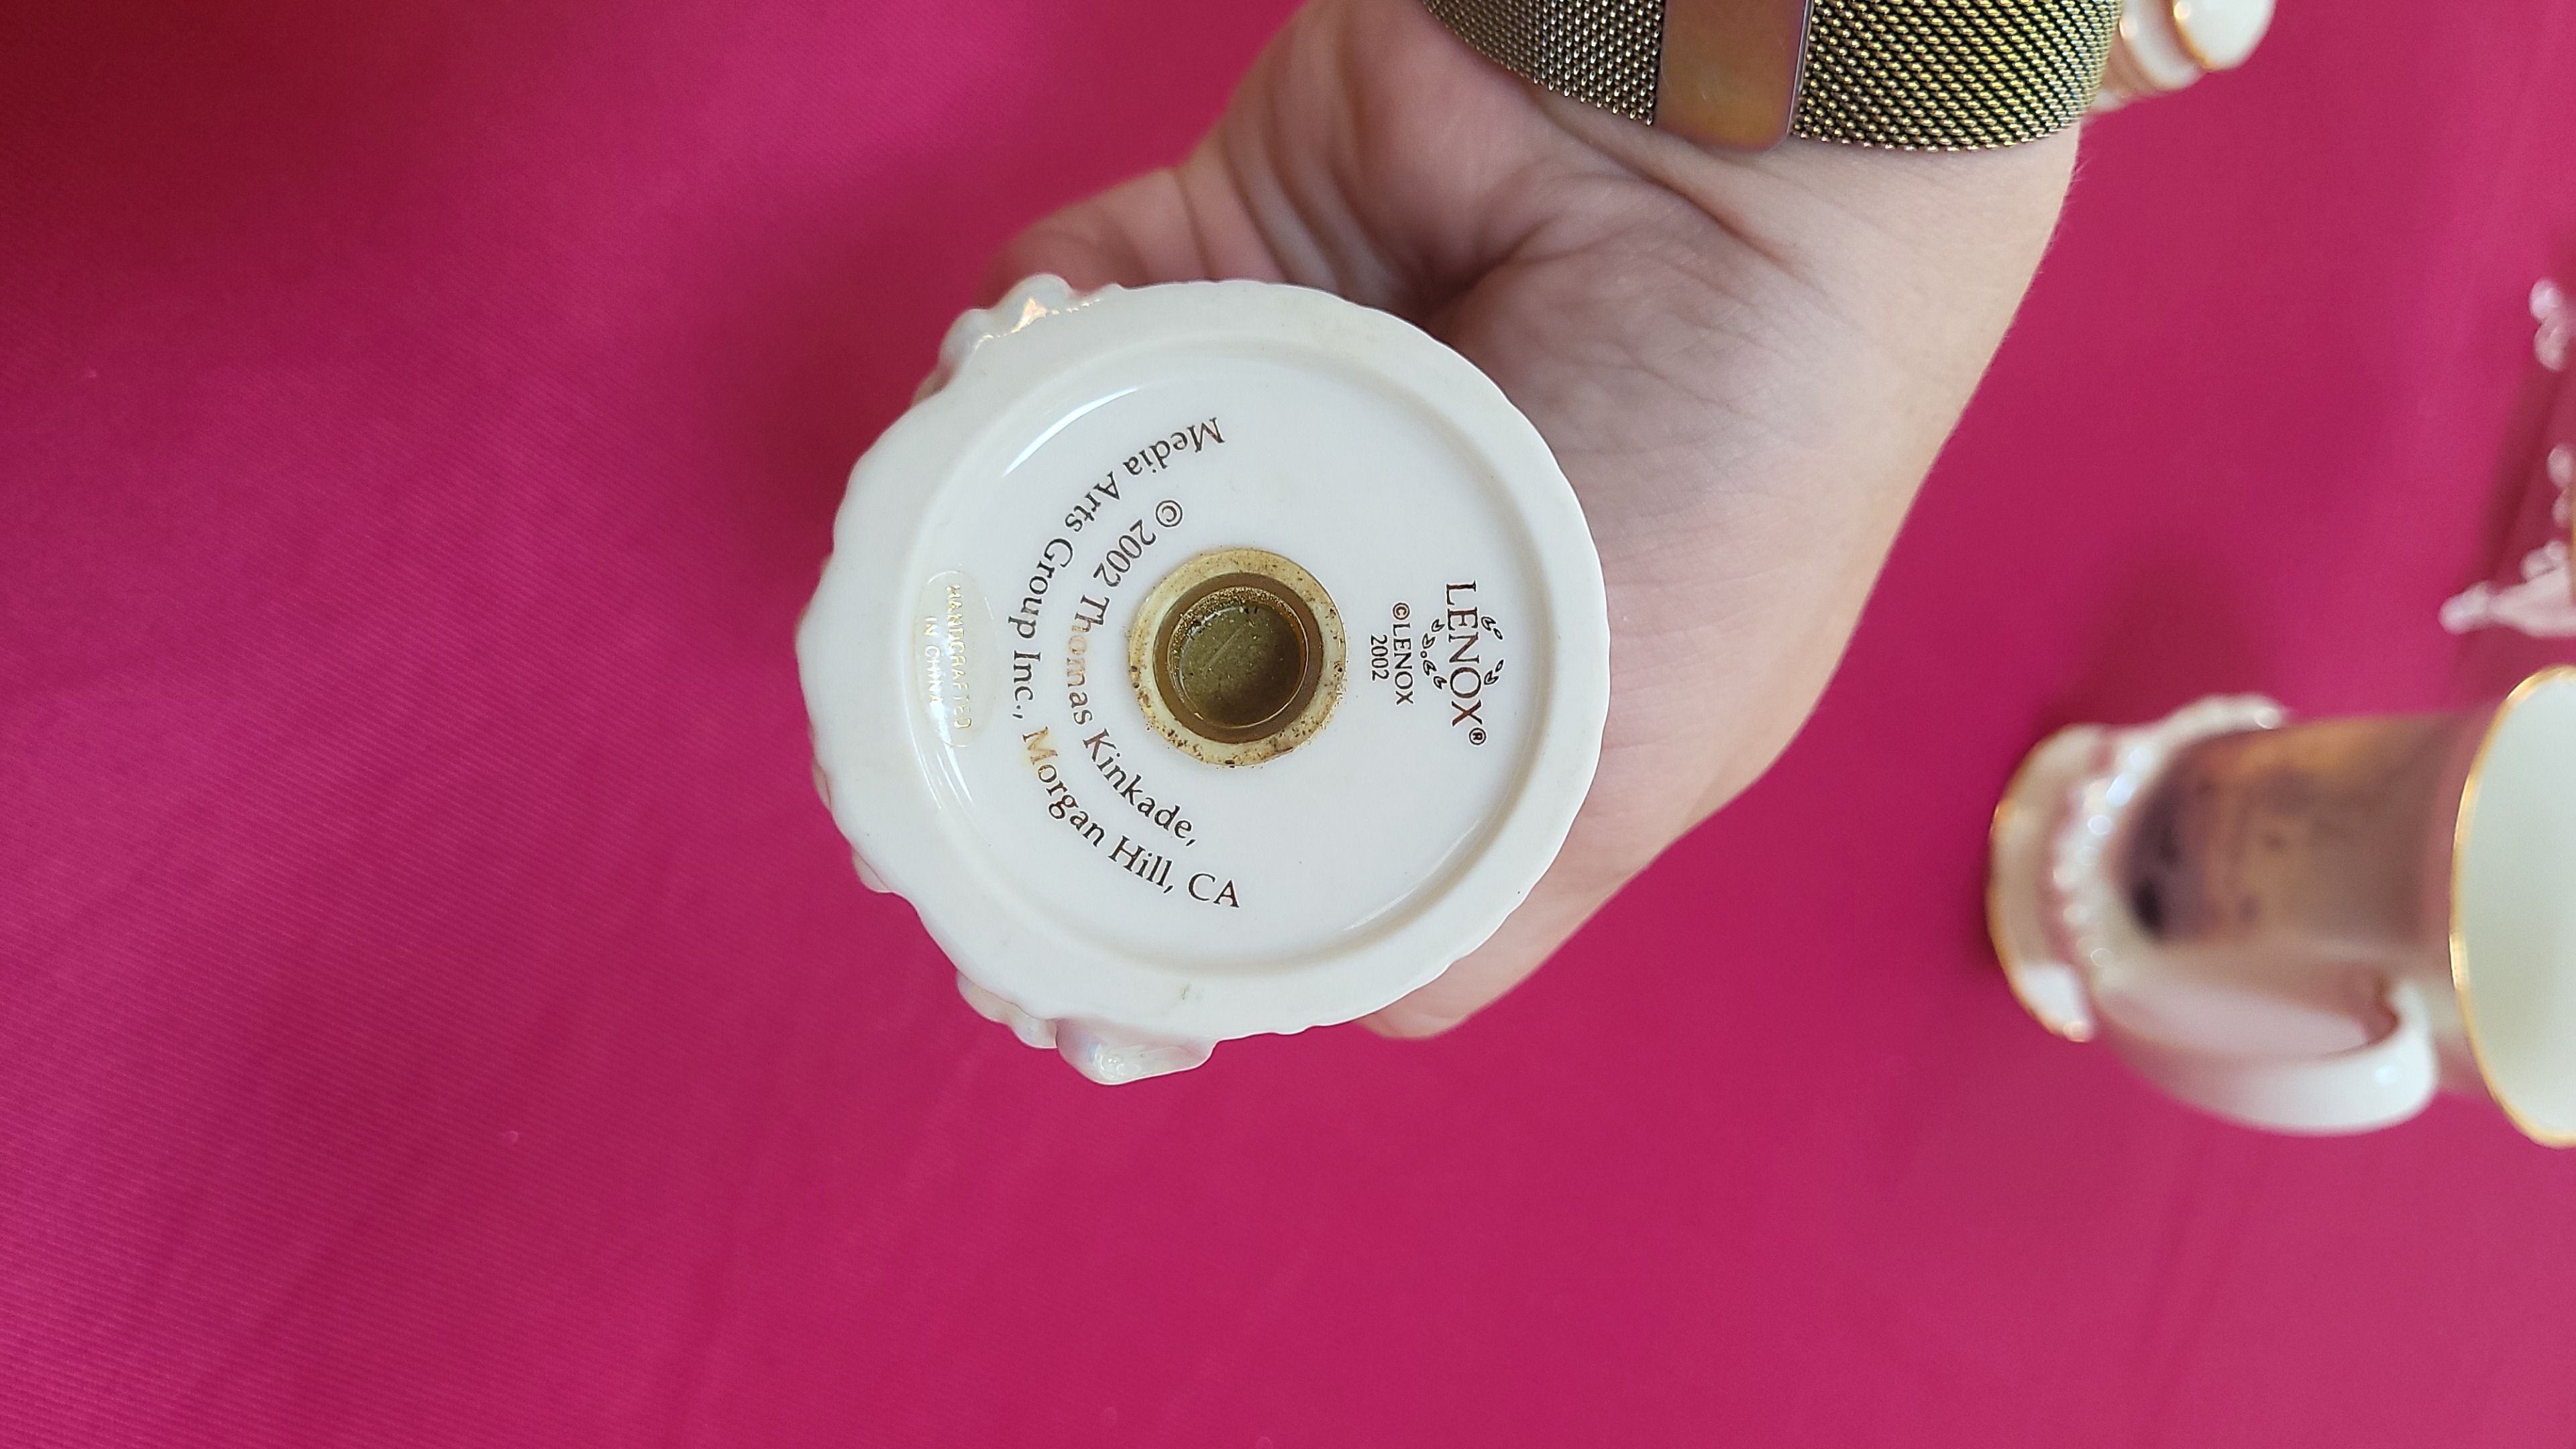 LENOX®
©LENOX
2002
© 2002 Thomas Kinkade,
Media Arts Group Inc., Morgan Hill, CA
HANDCRAFTED
IN CHINA